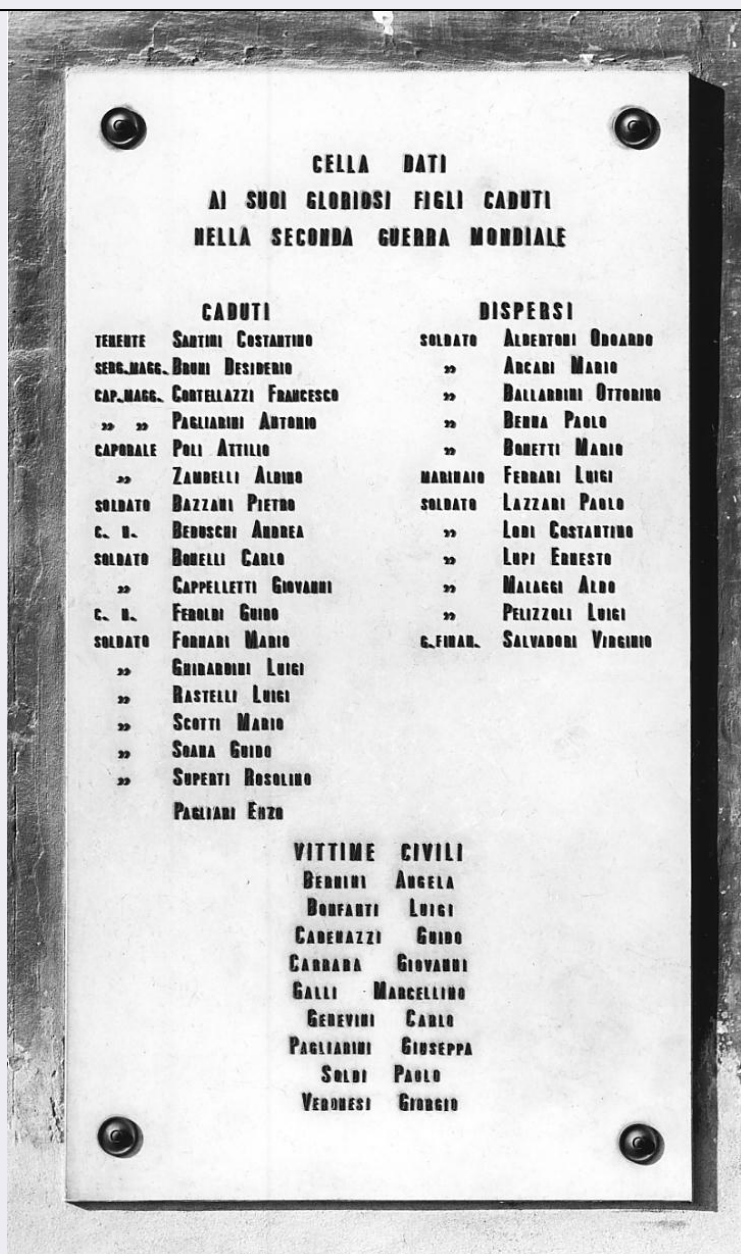 CELLA DATI
AI SUOI GLORIOSI FIGLI CADUTI
NELLA SECONDA GUERRA MONDIALE
CADUTI
TENENTE SANTINI COSTANTINO
SERG.MAGG. BRUNI DESIDERIO
CAP.MAGG. CORTELLAZZI FRANCESCO
” ” PAGLIARINI ANTONIO
CAPORALE POLI ATTILIO
” ZANBELLI ALBINO
SOLDATO BAZZANI PIETRO
C. N. BEDUSCHI ANDREA
SOLDATO BONELLI CARLO
” CAPPELLETTI GIOVANNI
C. N. FEROLDI GUIDO
SOLDATO FORNARI MARIO
” GHIRARDINI LUIGI
” RASTELLI LUIGI
” SCOTTI MARIO
” SOANA GUIDO
” SUPERTI ROSOLINO
PAGLIARI ENZO
DISPERSI
SOLDATO ALBERTONI ODOARDO
” ARCARI MARIO
” BALLARDINI OTTORINO
” BENNA PAOLO
” BONETTI MARIO
MARINAIO FERRARI LUIGI
SOLDATO LAZZARI PAOLO
” LODI COSTANTINO
” LUPI ERNESTO
” MALAGGI ALDO
” PELIZZOLI LUIGI
G.FINAN. SALVADORI VIRGINIO
VITTIME CIVILI
BERNINI ANGELA
BONFANTI LUIGI
CADENAZZI GUIDO
CARRARA GIOVANNI
GALLI MARCELLINO
GENEVINI CARLO
PAGLIARINI GIUSEPPA
SOLDI PAOLO
VERONESI GIORGIO